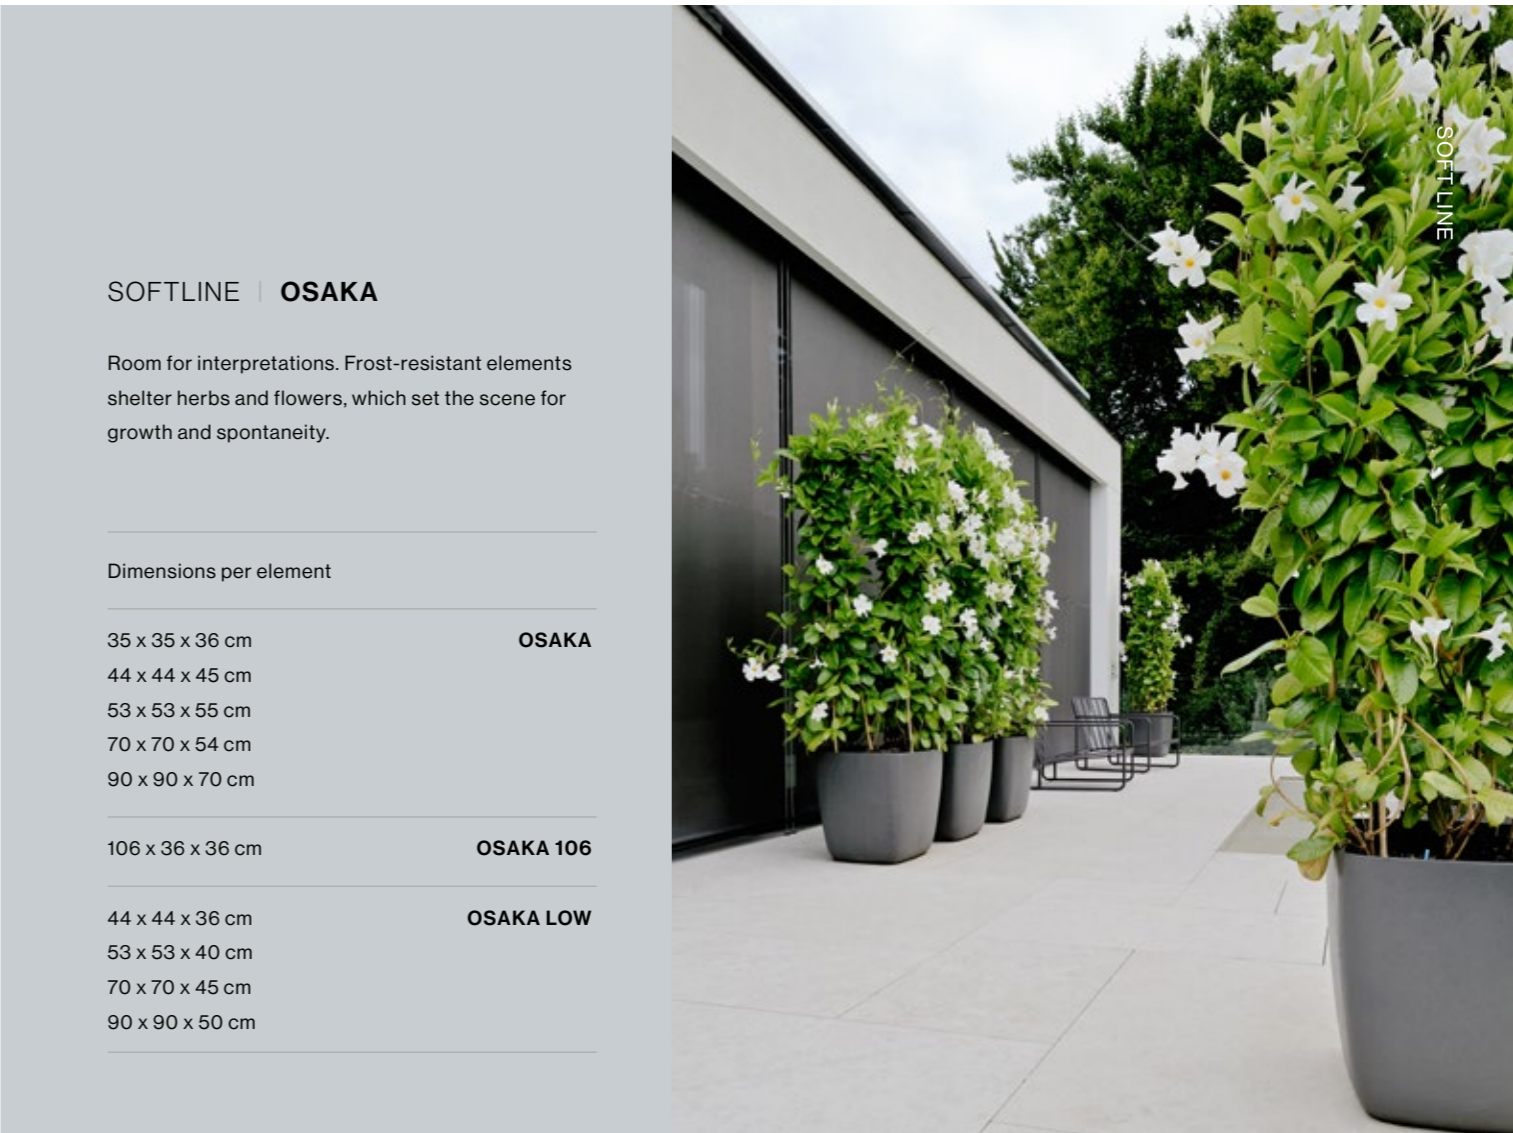 SOFTLINE | OSAKA
Room for interpretations. Frost-resistant elements
shelter herbs and flowers, which set the scene for
growth and spontaneity.
Dimensions per element
35 x 35 x 36 cm OSAKA
44 x 44 x 45 cm
53 x 53 x 55 cm
70 x 70 x 54 cm
90 x 90 x 70 cm
106 x 36 x 36 cm OSAKA 106
44 x 44 x 36 cm OSAKA LOW
53 x 53 x 40 cm
70 x 70 x 45 cm
90 x 90 x 50 cm
SOFT LINE